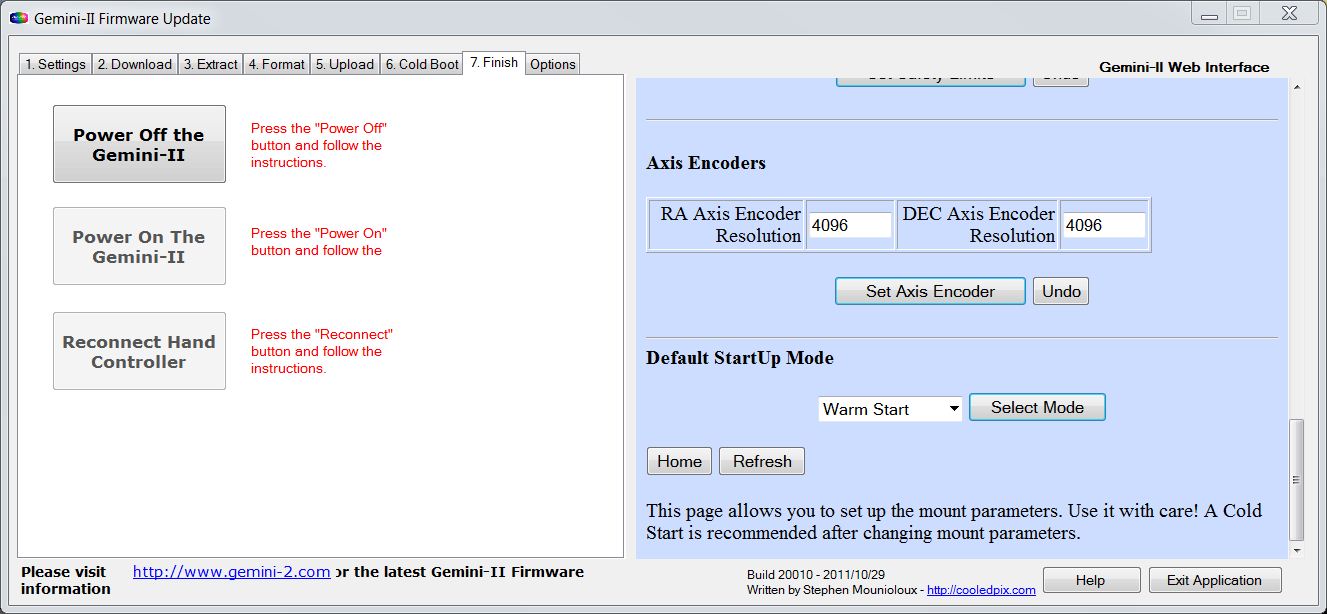 Gemini-II Firmware Update
1. Settings 2. Download 3. Extract 4. Format 5. Upload 6. Cold Boot 7. Finish Options
Gemini-II Web Interface
Power Off the
Gemini-II
Press the "Power Off"
button and follow the
instructions.
Power On The
Gemini-II
Press the "Power On"
button and follow the
Reconnect Hand
Controller
Press the "Reconnect"
button and follow the
instructions.
Set Safety Limits Undo
Axis Encoders
RA Axis Encoder
Resolution
4096
DEC Axis Encoder
Resolution
4096
Set Axis Encoder Undo
Default StartUp Mode
Warm Start Select Mode
Home Refresh
This page allows you to set up the mount parameters. Use it with care! A Cold
Start is recommended after changing mount parameters.
Please visit http://www.gemini-2.com or the latest Gemini-II Firmware
information
Build 20010 - 2011/10/29
Written by Stephen Mounioloux - http://cooledpix.com
Help Exit Application